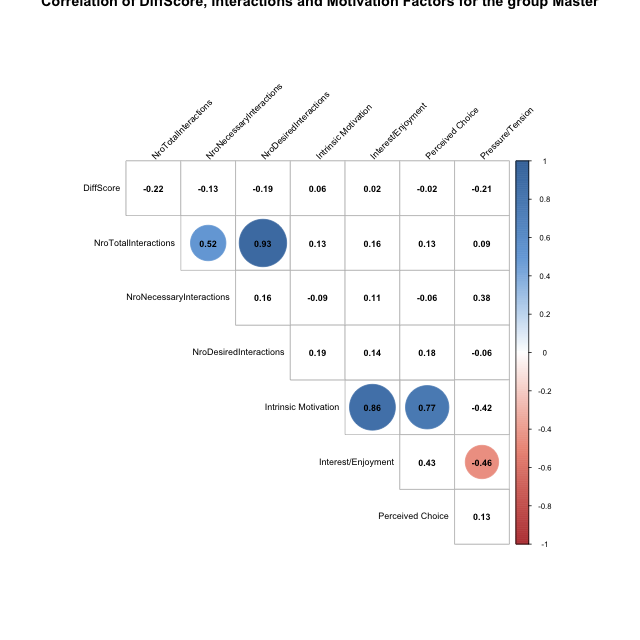 Correlation of DiffScore, Interactions and Motivation Factors for the group Master
NroTotalInteractions
NroNecessaryInteractions
NroDesiredInteractions
Intrinsic Motivation
Interest/Enjoyment
Perceived Choice
Pressure/Tension
DiffScore -0.22 -0.13 -0.19 0.06 0.02 -0.02 -0.21
NroTotalInteractions 0.52 0.93 0.13 0.16 0.13 0.09
NroNecessaryInteractions 0.16 -0.09 0.11 -0.06 0.38
NroDesiredInteractions 0.19 0.14 0.18 -0.06
Intrinsic Motivation 0.86 0.77 -0.42
Interest/Enjoyment 0.43 -0.46
Perceived Choice 0.13
1
0.8
0.6
0.4
0.2
0
-0.2
-0.4
-0.6
-0.8
-1